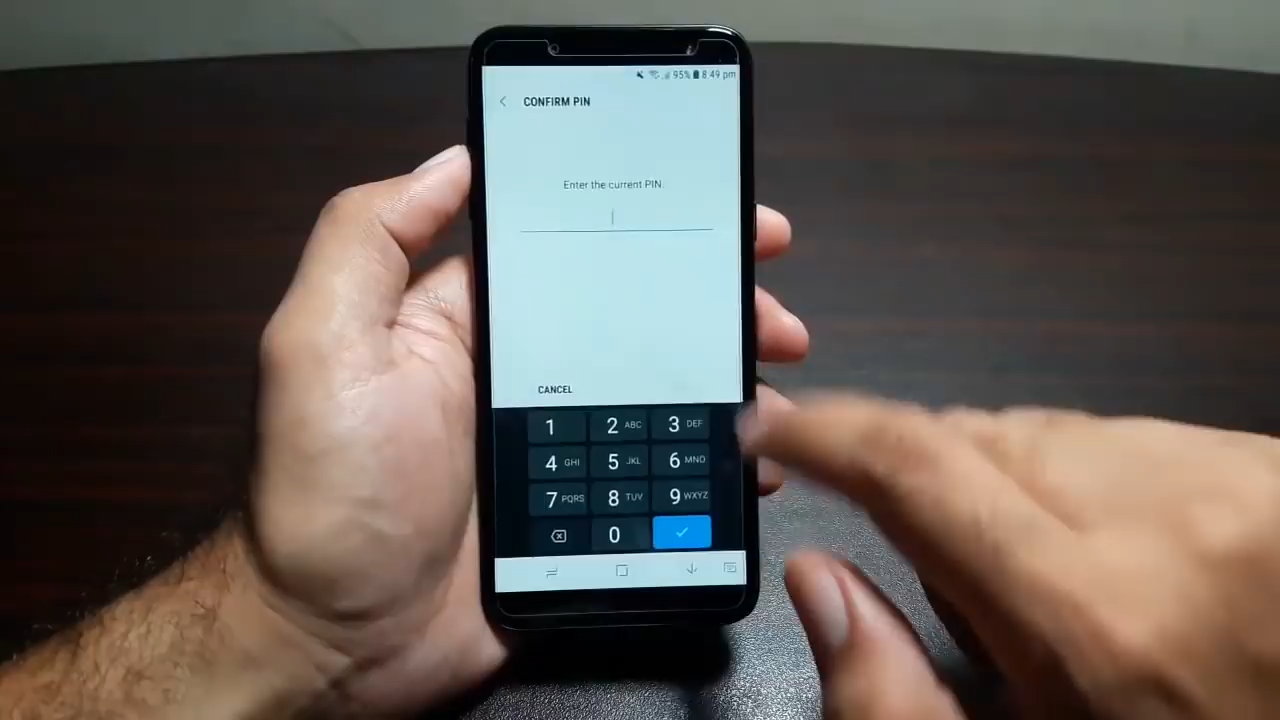 95% 8:49 pm
CONFIRM PIN
Enter the current PIN.
CANCEL
1 2 ABC 3 DEF
4 GHI 5 JKL 6 MNO
7 PQRS 8 TUV 9 WXYZ
0